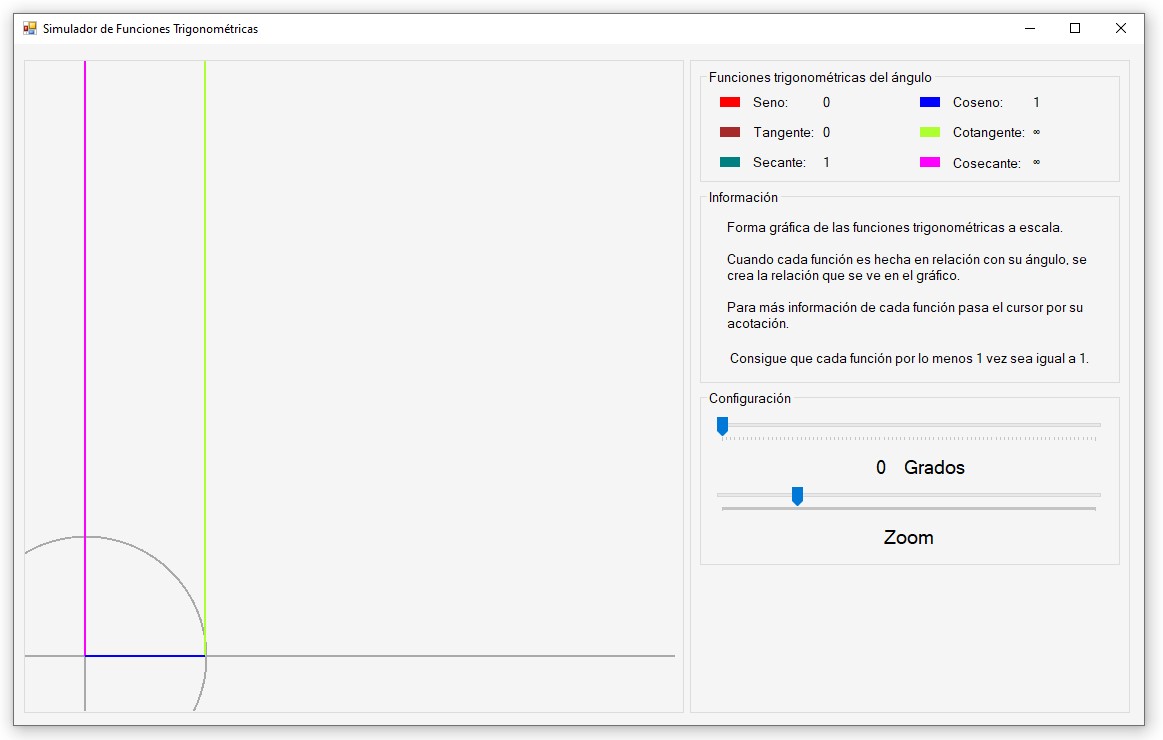 Simulador de Funciones Trigonométricas
Funciones trigonométricas del ángulo
Seno: 0 Coseno: 1
Tangente: 0 Cotangente: ∞
Secante: 1 Cosecante: ∞
Información
Forma gráfica de las funciones trigonométricas a escala.
Cuando cada función es hecha en relación con su ángulo, se
crea la relación que se ve en el gráfico.
Para más información de cada función pasa el cursor por su
acotación.
Consigue que cada función por lo menos 1 vez sea igual a 1.
Configuración
0 Grados
Zoom